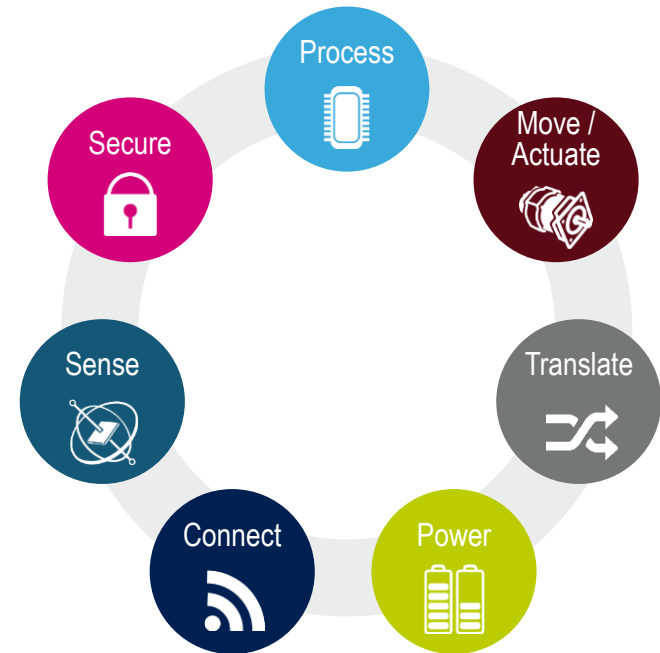 Process
Move /
Actuate
Translate
Power
Connect
Sense
Secure